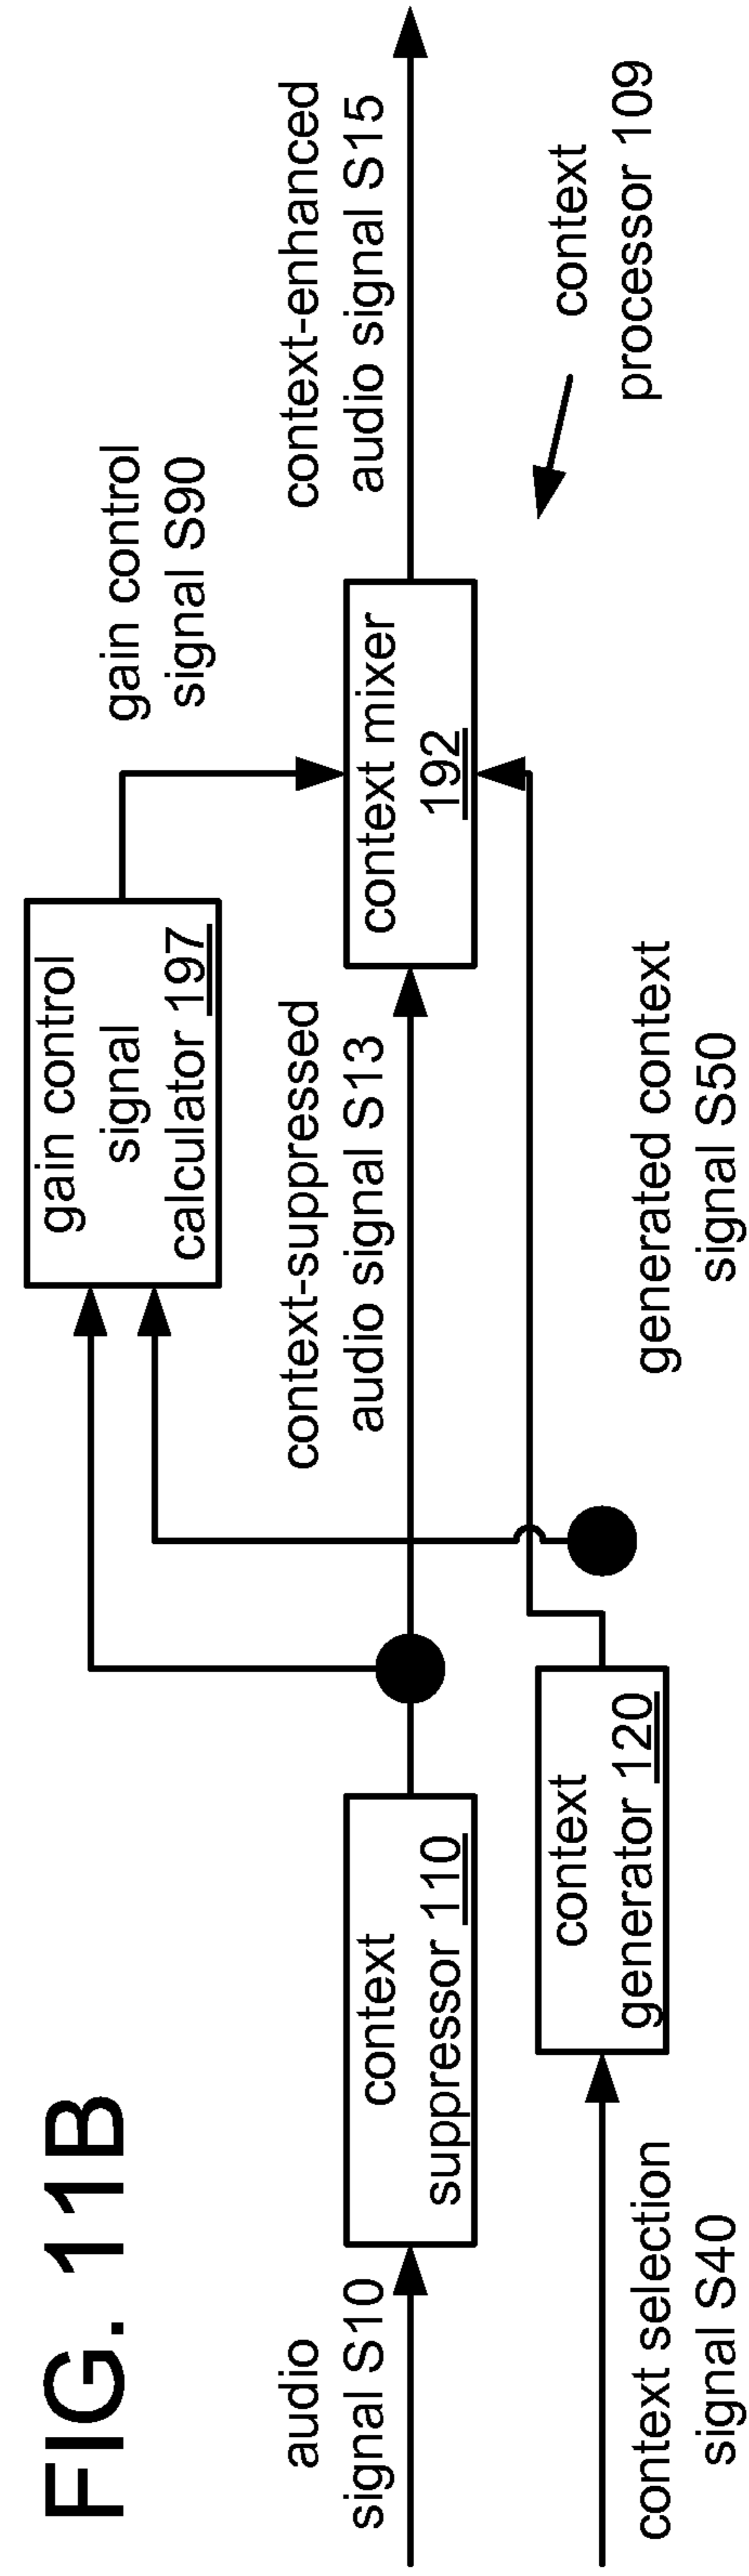 FIG. 11B
gain control
signal
calculator 197
gain control
signal S90
audio
signal S10
context
suppressor 110
context-suppressed
audio signal S13
context mixer
192
context-enhanced
audio signal S15
context selection
signal S40
context
generator 120
generated context
signal S50
context
processor 109